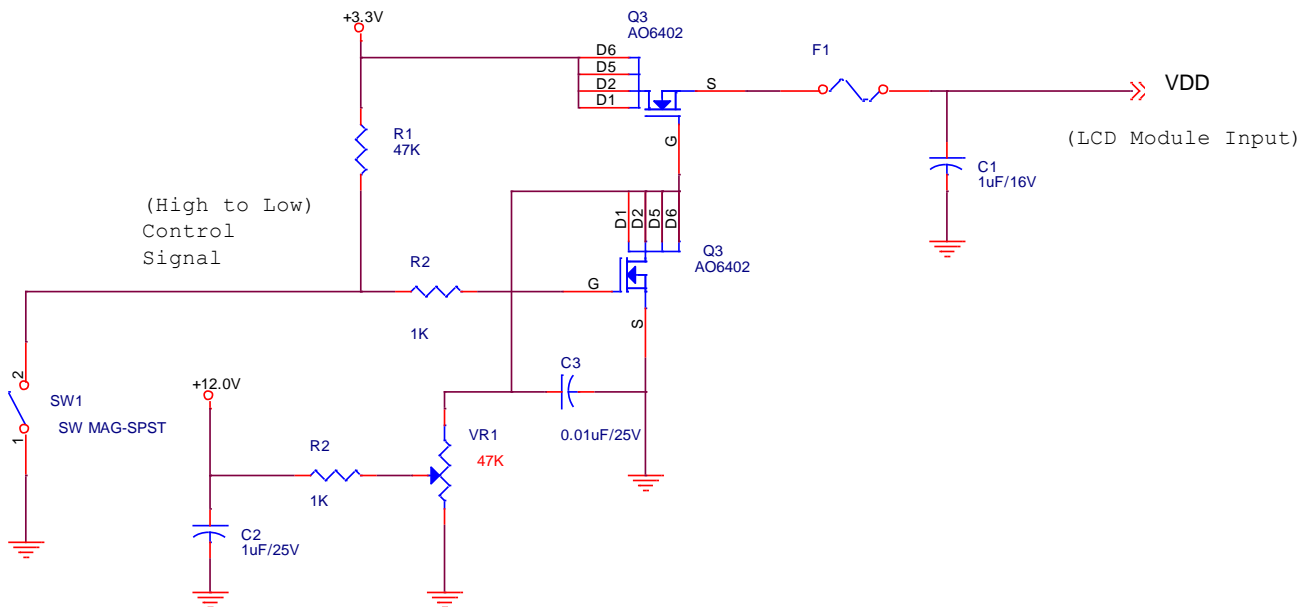 +3.3V
Q3
AO6402
D6
D5
D2
D1
S
G
F1
VDD
(LCD Module Input)
R1
47K
C1
1uF/16V
(High to Low)
Control
Signal
D1
D2
D5
D6
Q3
AO6402
R2
1K
G
S
2
1
SW1
SW MAG-SPST
+12.0V
C3
0.01uF/25V
R2
1K
VR1
47K
C2
1uF/25V